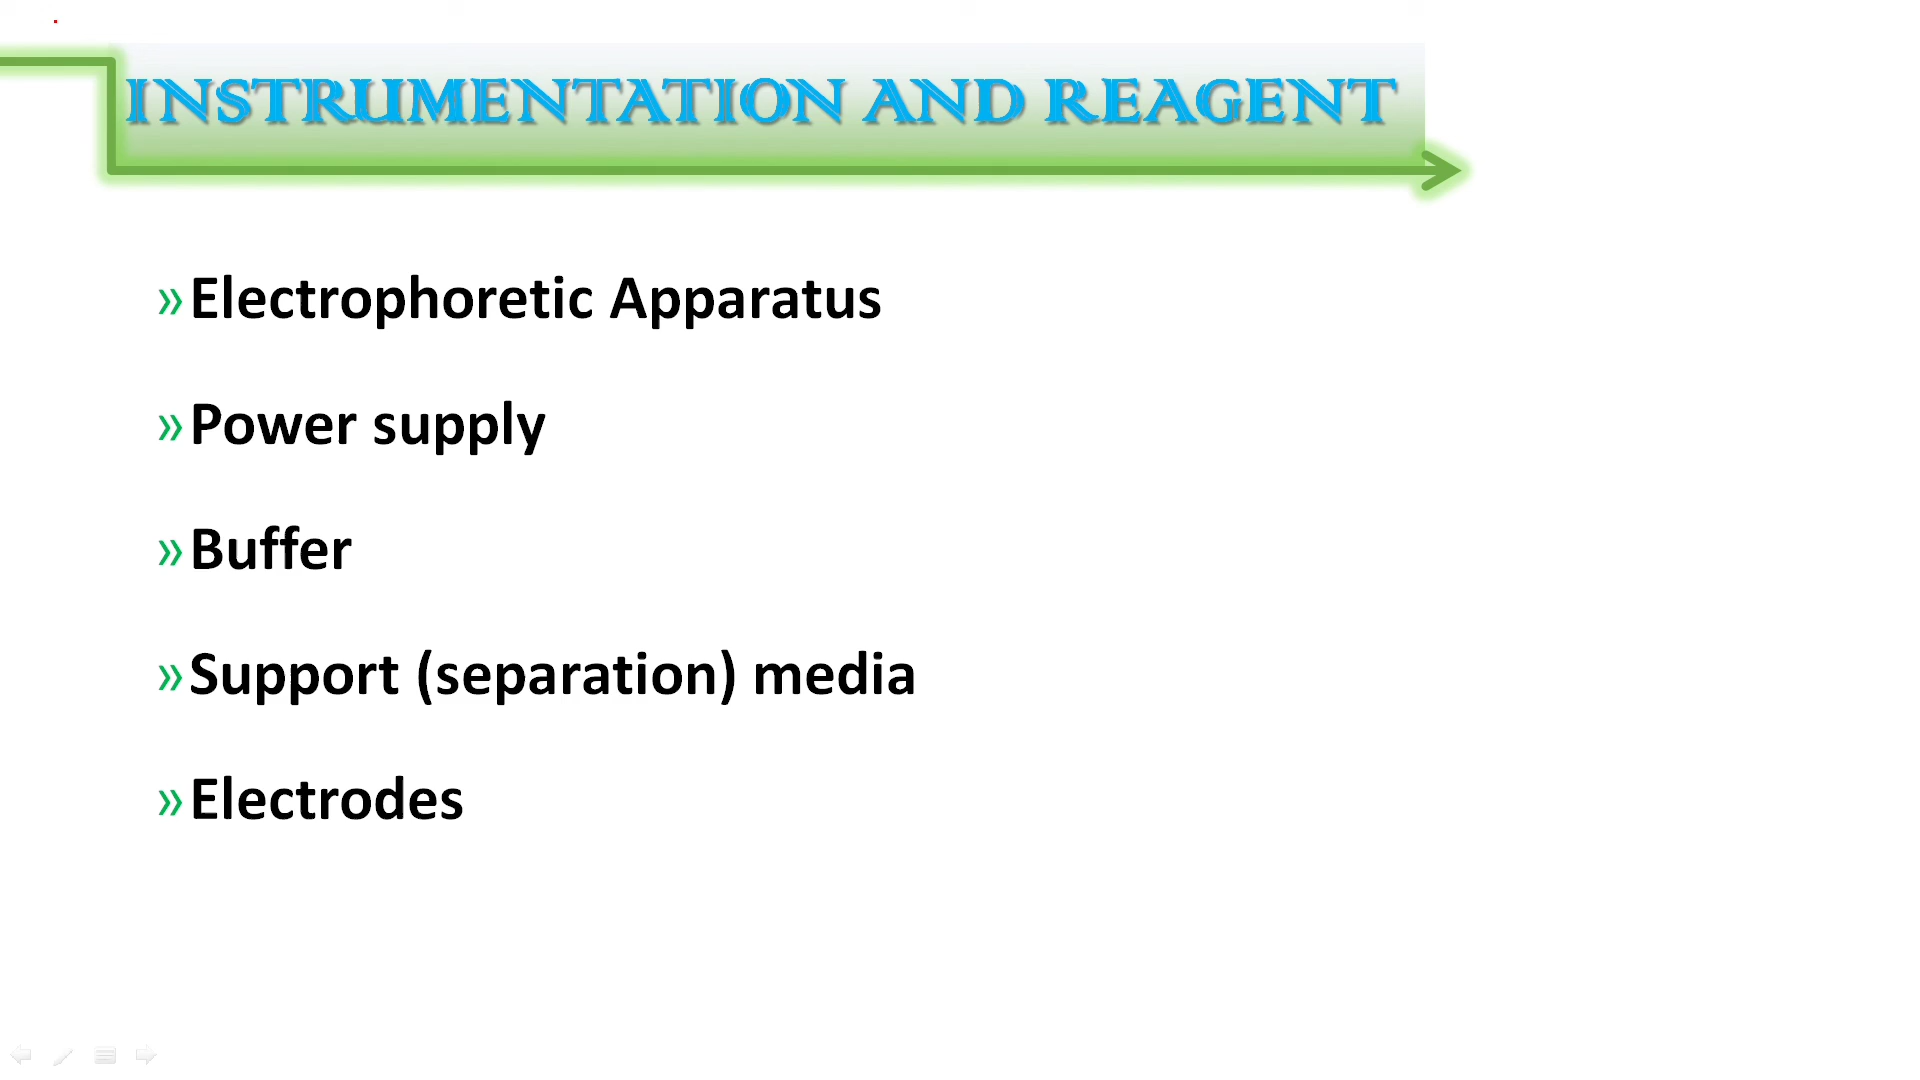 INSTRUMENTATION AND REAGENT
» Electrophoretic Apparatus
» Power supply
» Buffer
» Support (separation) media
» Electrodes